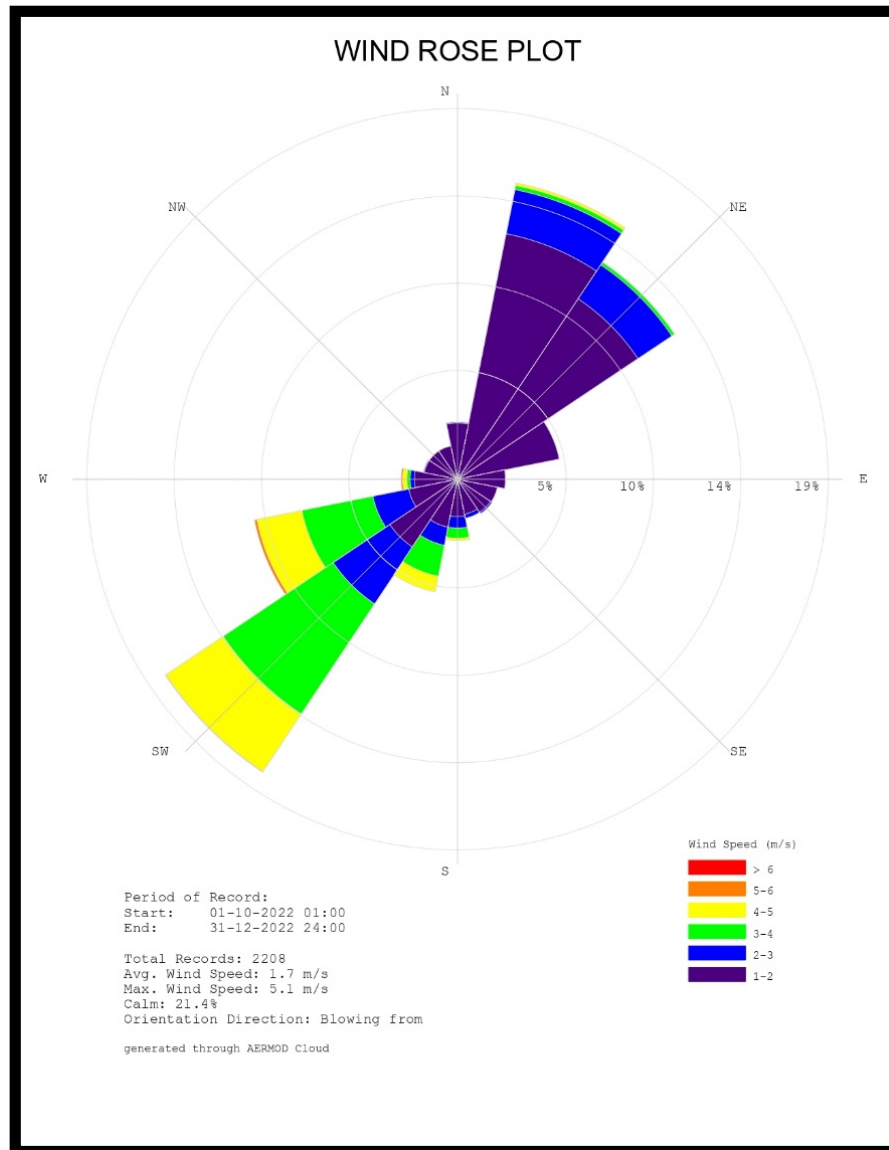 WIND ROSE PLOT
N
NW
NE
W
5%
10%
14%
19%
E
SW
SE
S
Wind Speed (m/s)
> 6
5-6
4-5
3-4
2-3
1-2
Period of Record:
Start: 01-10-2022 01:00
End: 31-12-2022 24:00
Total Records: 2208
Avg. Wind Speed: 1.7 m/s
Max. Wind Speed: 5.1 m/s
Calm: 21.4%
Orientation Direction: Blowing from
generated through AERMOD Cloud